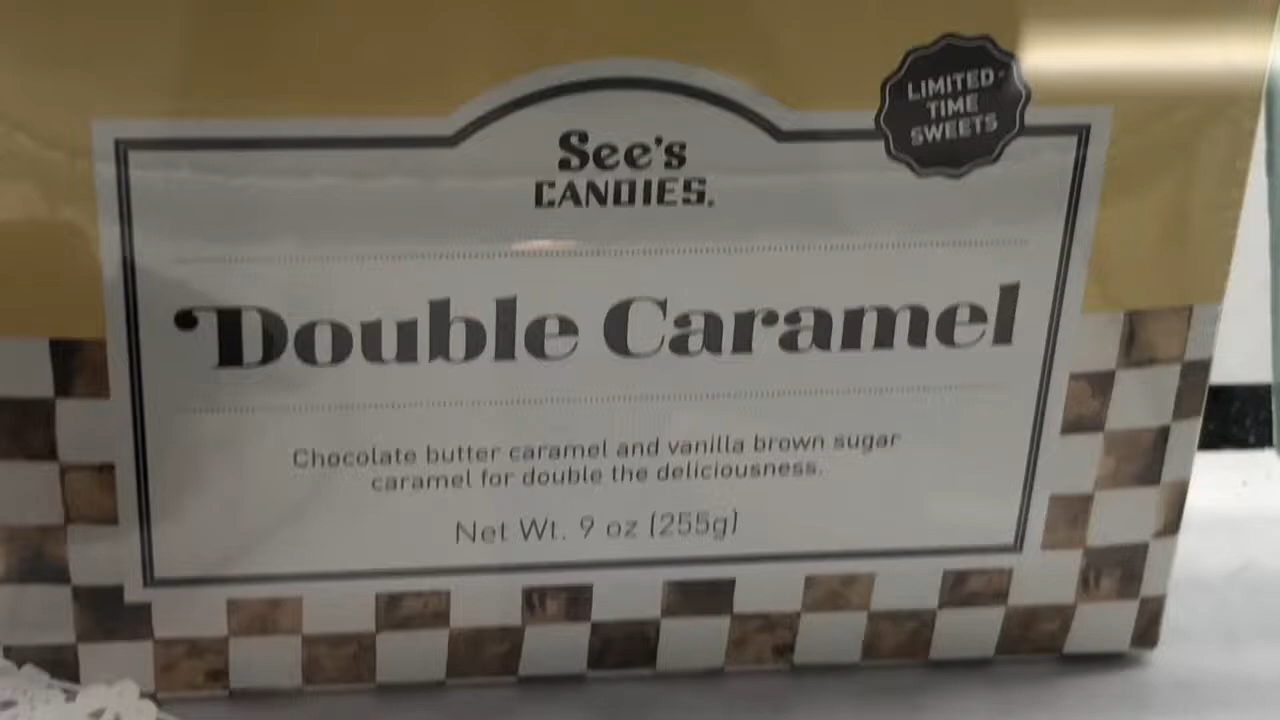 LIMITED-
TIME
SWEETS
See's
CANDIES.
Double Caramel
Chocolate butter caramel and vanilla brown sugar
caramel for double the deliciousness.
Net Wt. 9 oz (255g)